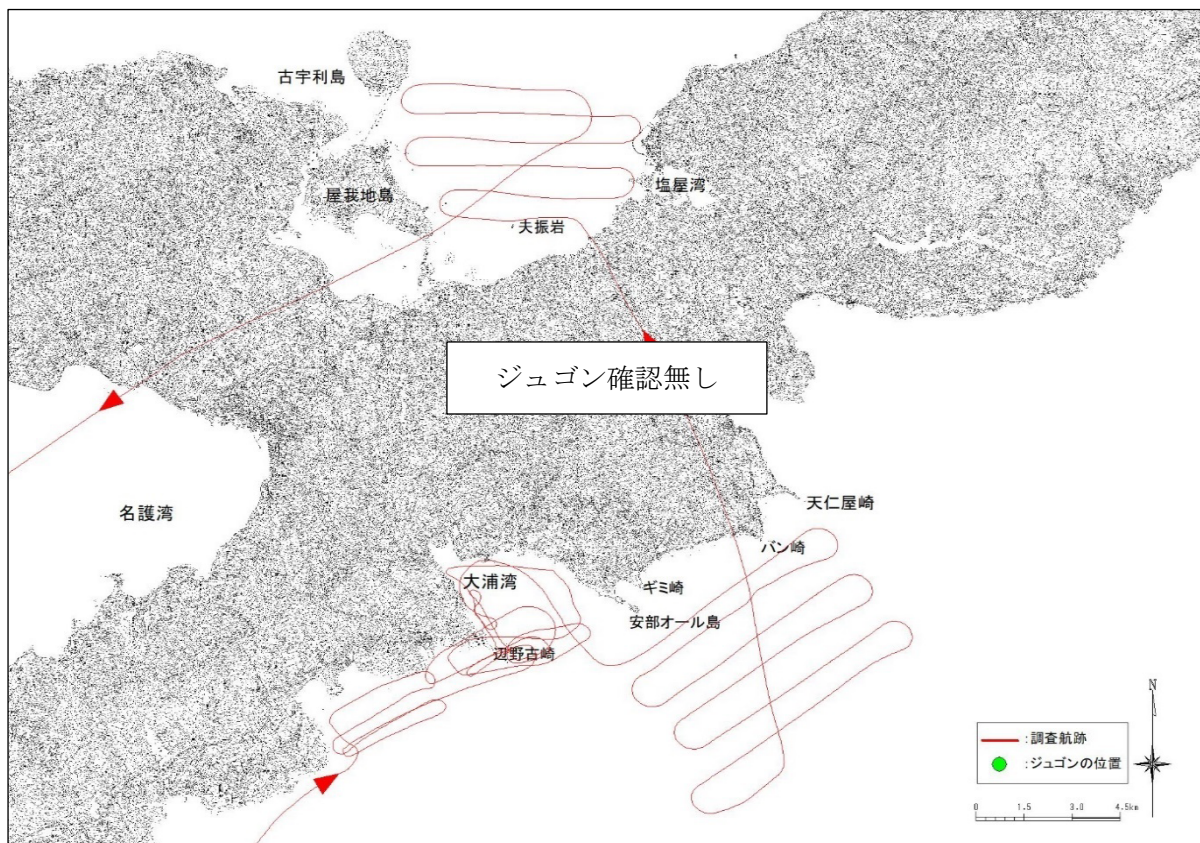 古宇利島
屋我地島
塩屋湾
夫振岩
ジュゴン確認無し
名護湾
天仁屋崎
バン崎
大浦湾
ギミ崎
安部オール島
辺野古崎
N
:調査航跡
:ジュゴンの位置
0 1.5 3.0 4.5km